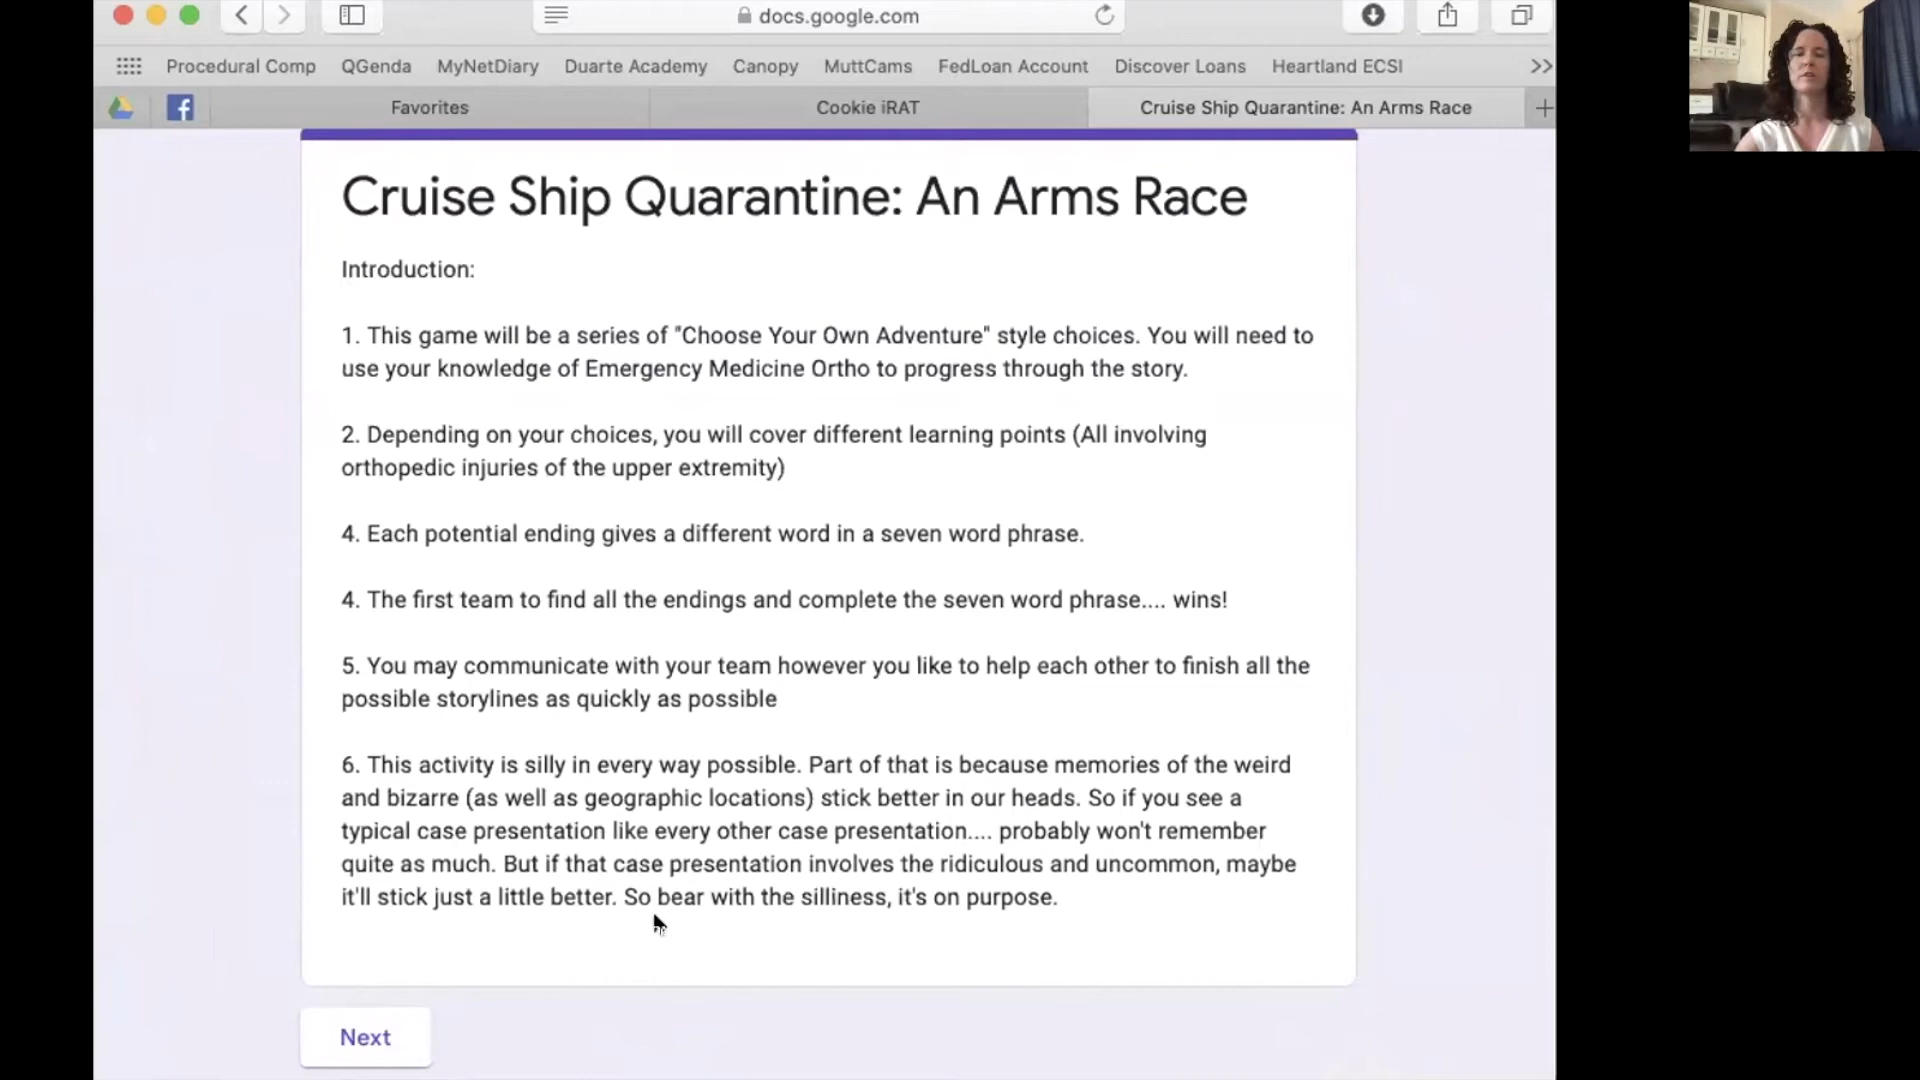 docs.google.com
Procedural Comp QGenda MyNetDiary Duarte Academy Canopy MuttCams FedLoan Account Discover Loans Heartland ECSI >>
Favorites Cookie iRAT Cruise Ship Quarantine: An Arms Race +
Cruise Ship Quarantine: An Arms Race
Introduction:
1. This game will be a series of "Choose Your Own Adventure" style choices. You will need to
use your knowledge of Emergency Medicine Ortho to progress through the story.
2. Depending on your choices, you will cover different learning points (All involving
orthopedic injuries of the upper extremity)
4. Each potential ending gives a different word in a seven word phrase.
4. The first team to find all the endings and complete the seven word phrase.... wins!
5. You may communicate with your team however you like to help each other to finish all the
possible storylines as quickly as possible
6. This activity is silly in every way possible. Part of that is because memories of the weird
and bizarre (as well as geographic locations) stick better in our heads. So if you see a
typical case presentation like every other case presentation.... probably won't remember
quite as much. But if that case presentation involves the ridiculous and uncommon, maybe
it'll stick just a little better. So bear with the silliness, it's on purpose.
Next